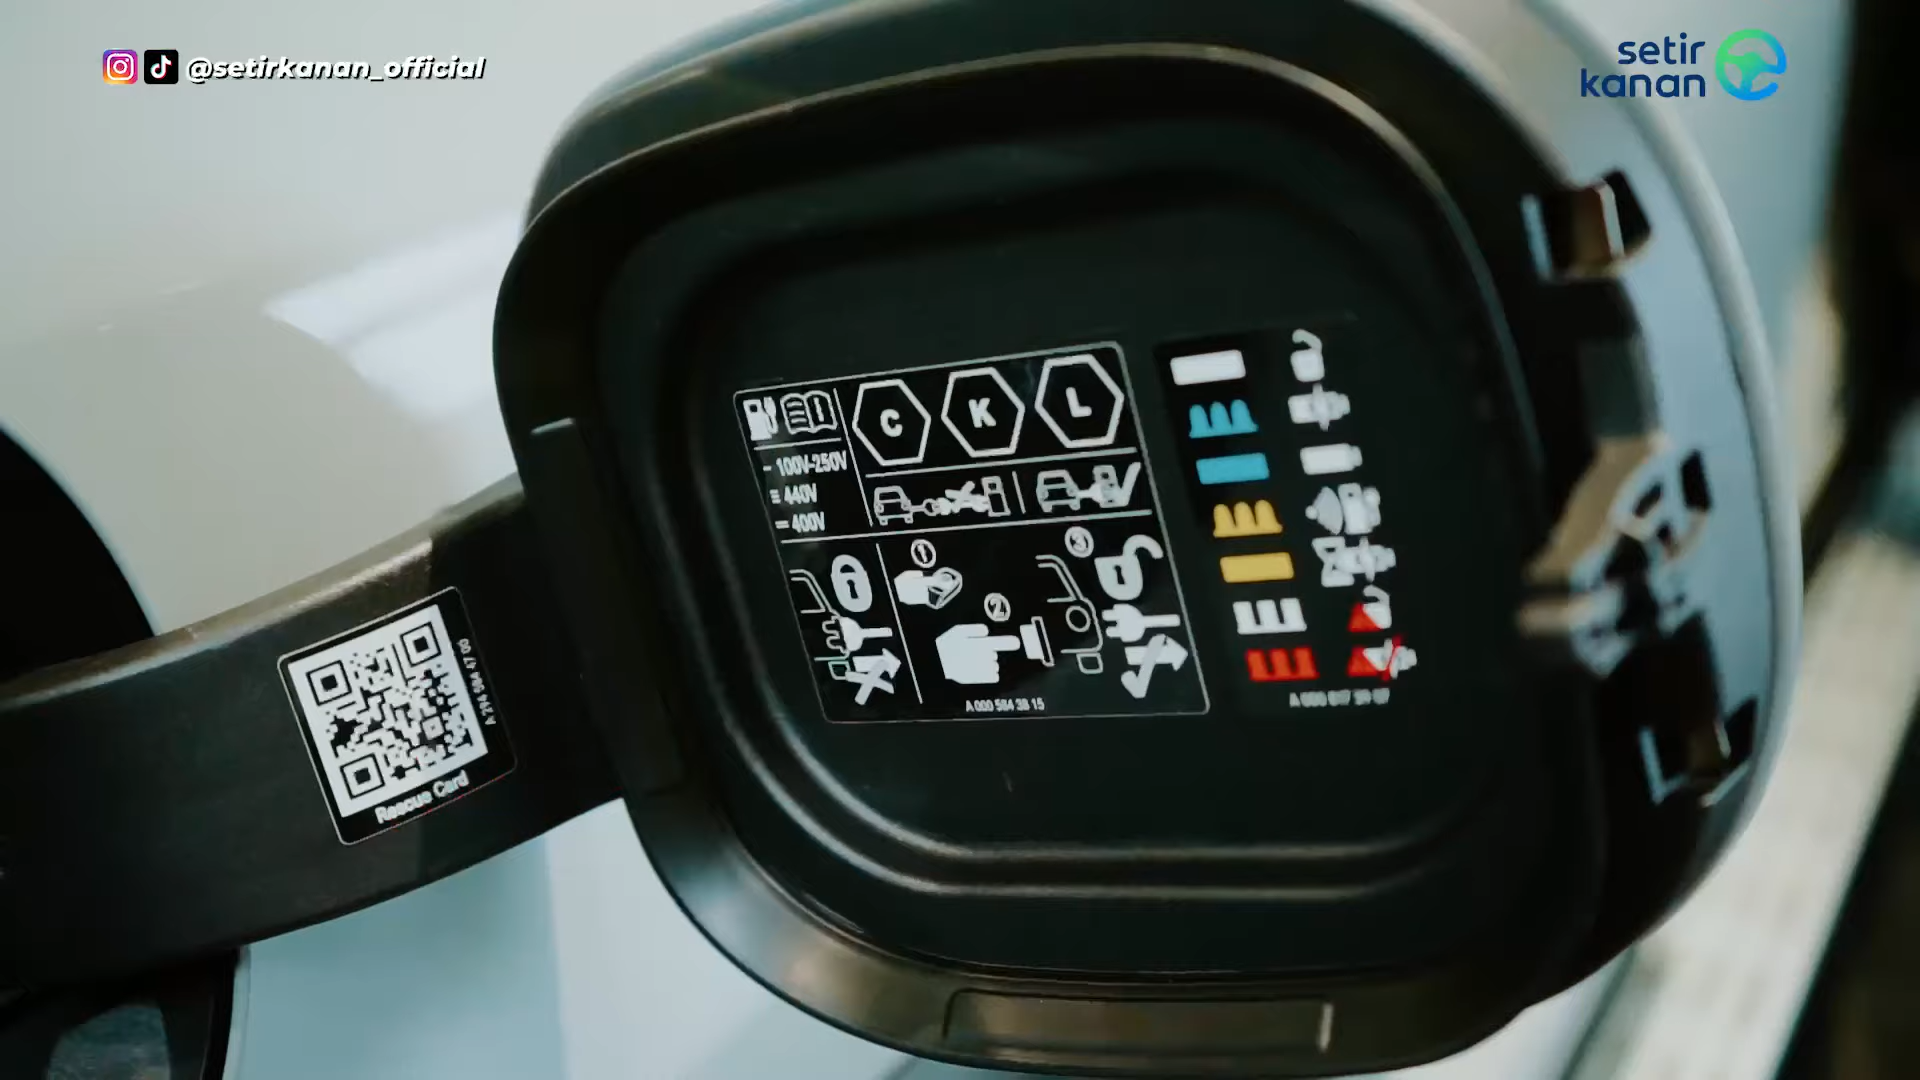 @setirkanan_official
setir
kanan
C K L
~ 100V-250V
= 440V
= 400V
1
2
3
A 000 584 38 15
Rescue Card